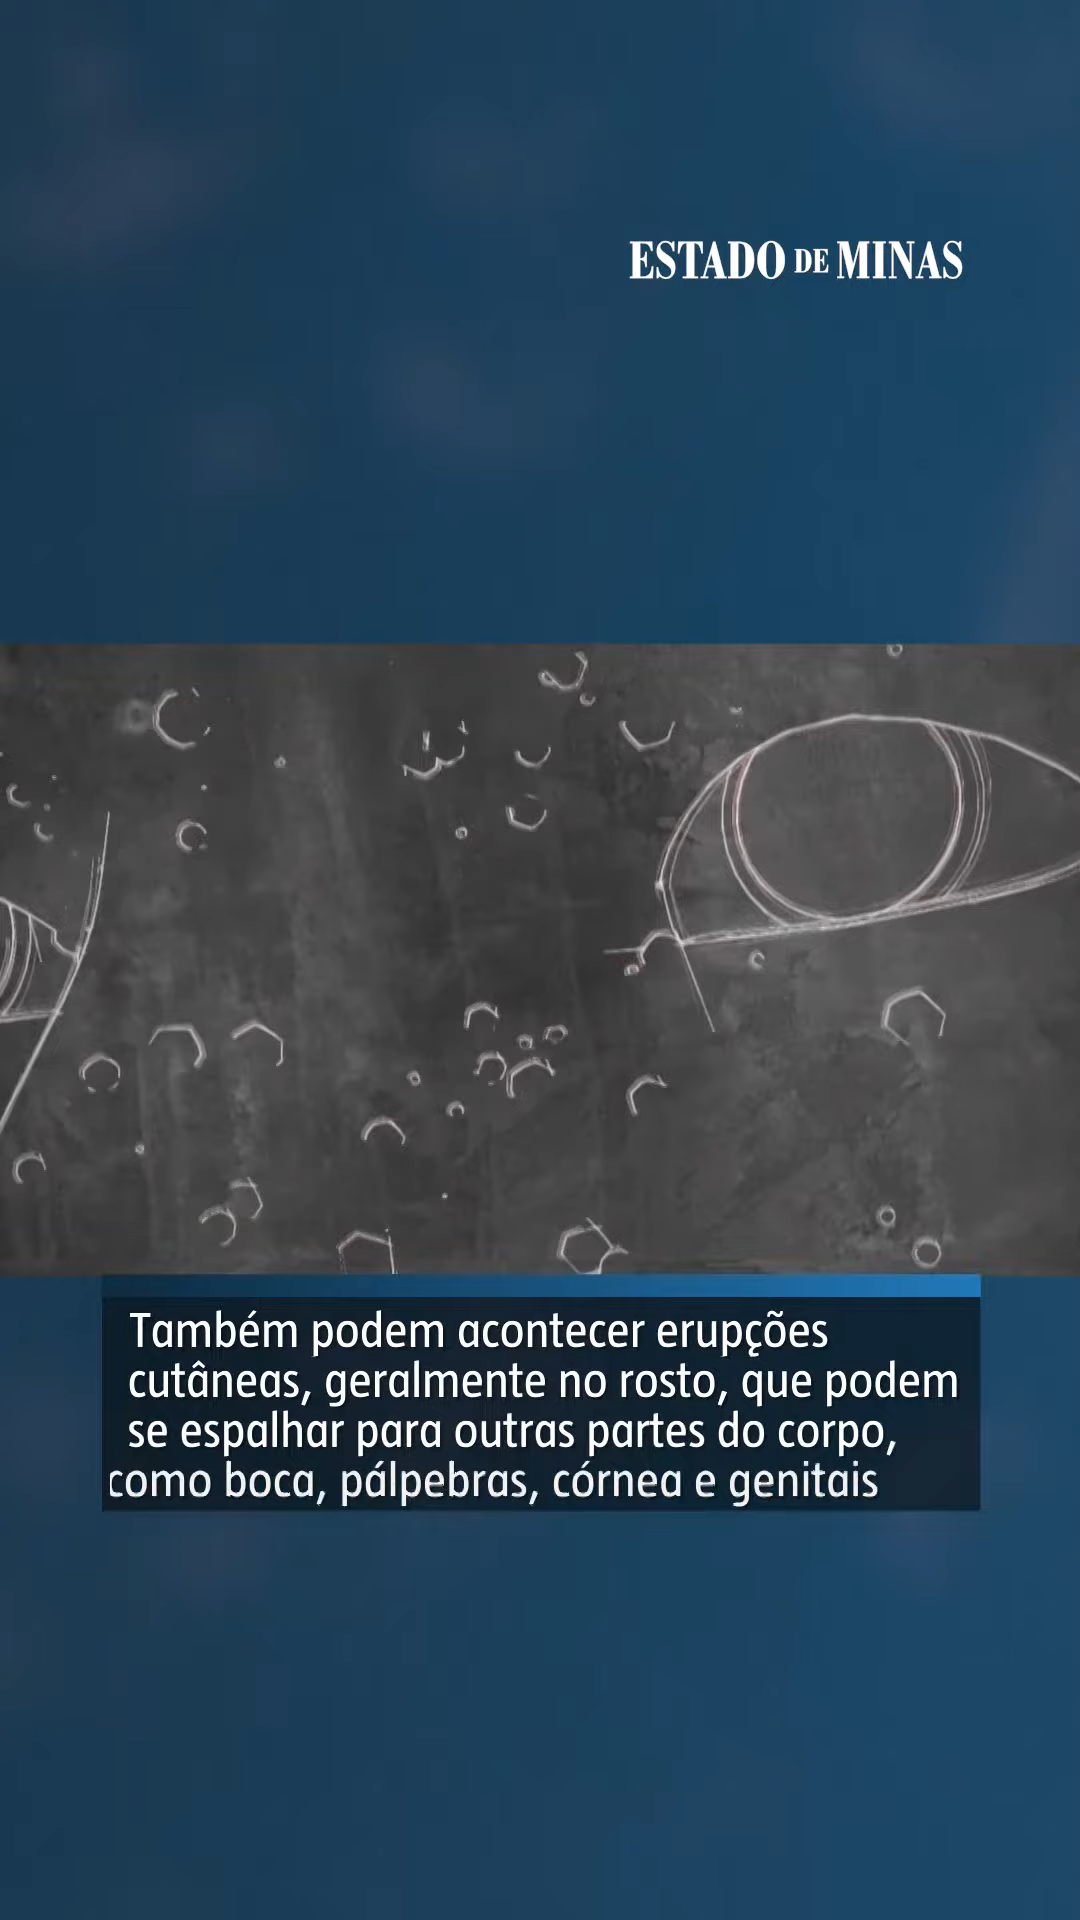 ESTADO DE MINAS
Também podem acontecer erupções
cutâneas, geralmente no rosto, que podem
se espalhar para outras partes do corpo,
como boca, pálpebras, córnea e genitais